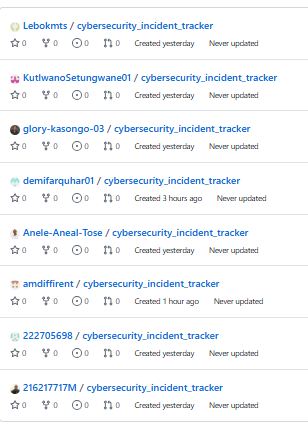 Lebokmts / cybersecurity_incident_tracker
0 0 0 0 Created yesterday Never updated
KutlwanoSetungwane01 / cybersecurity_incident_tracker
0 0 0 0 Created yesterday Never updated
glory-kasongo-03 / cybersecurity_incident_tracker
0 0 0 0 Created yesterday Never updated
demifarquhar01 / cybersecurity_incident_tracker
0 0 0 0 Created 3 hours ago Never updated
Anele-Aneal-Tose / cybersecurity_incident_tracker
0 0 0 0 Created yesterday Never updated
amdiffirent / cybersecurity_incident_tracker
0 0 0 0 Created 1 hour ago Never updated
222705698 / cybersecurity_incident_tracker
0 0 0 0 Created yesterday Never updated
216217717M / cybersecurity_incident_tracker
0 0 0 0 Created yesterday Never updated